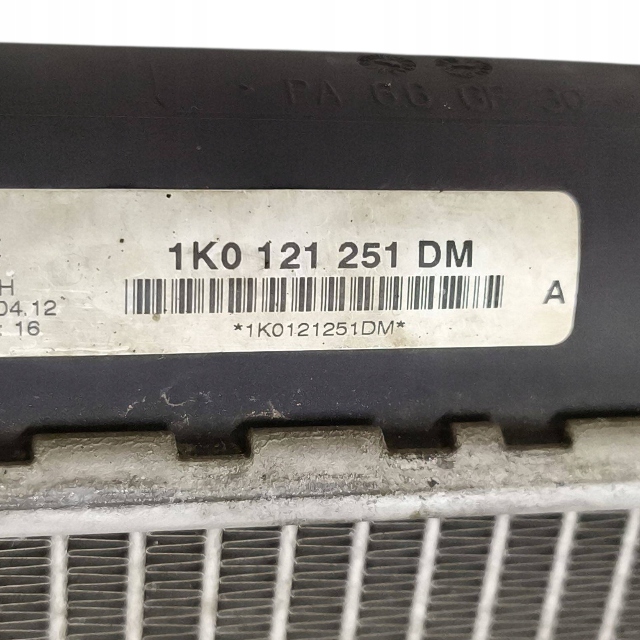 > PA 66 GF 30
1K0 121 251 DM
H
04.12
: 16
A
*1K0121251DM*